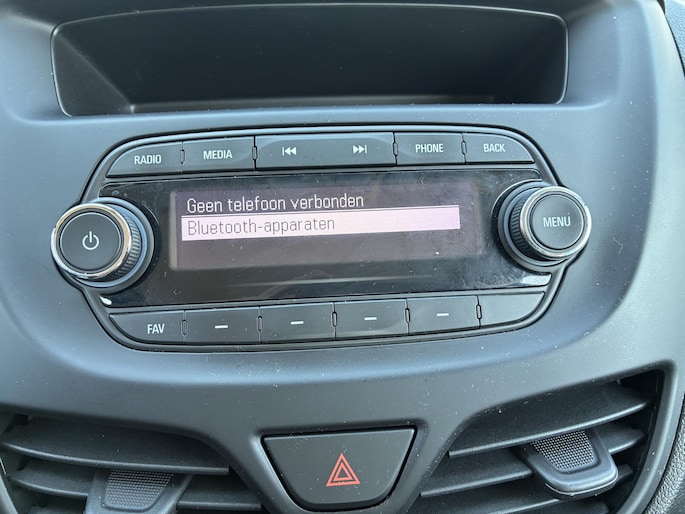 RADIO MEDIA PHONE BACK
Geen telefoon verbonden
Bluetooth-apparaten
MENU
FAV